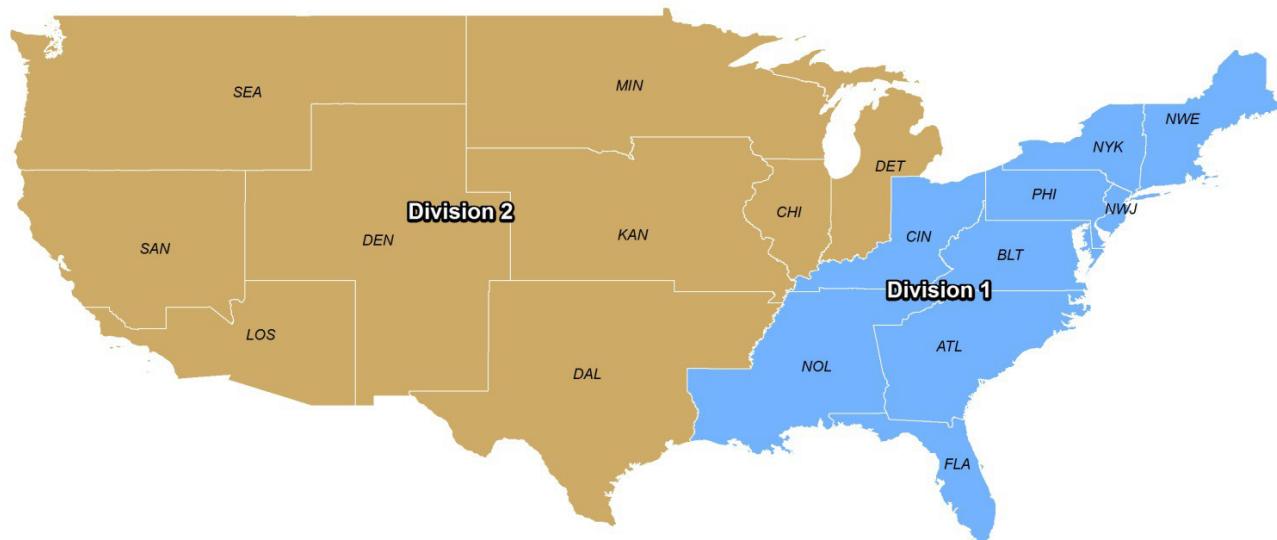 SEA
MIN
NWE
NYK
DET
PHI
CHI
NWJ
Division 2
KAN
DEN
CIN
SAN
BLT
Division 1
LOS
ATL
NOL
DAL
FLA